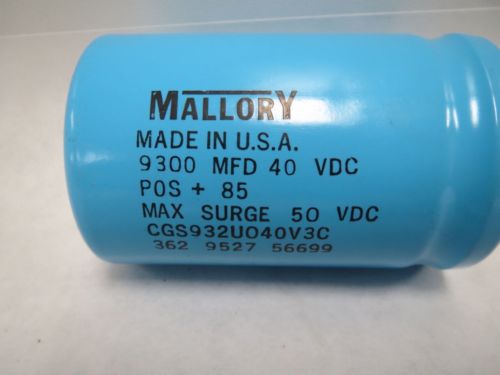 MALLORY
MADE IN U.S.A.
9300 MFD 40 VDC
POS + 85
MAX SURGE 50 VDC
CGS932U040V3C
362 9527 56699